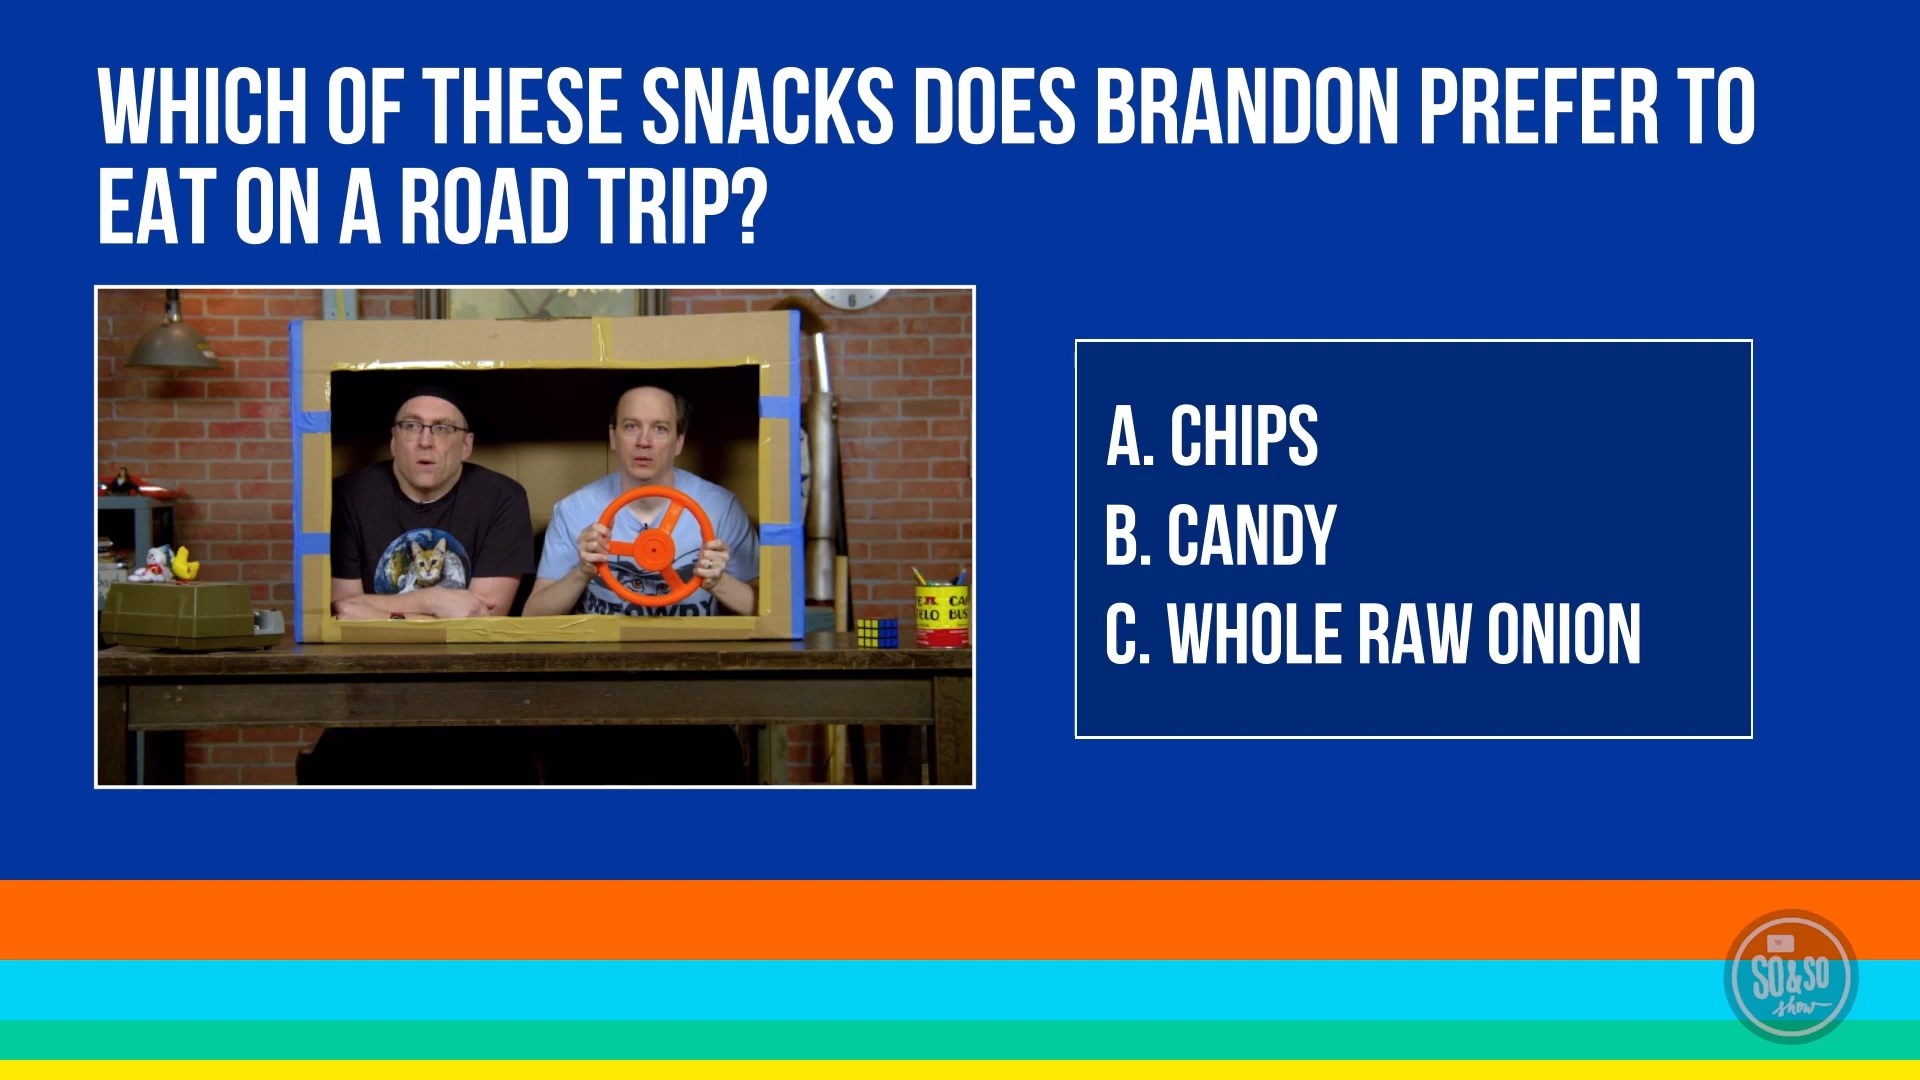 WHICH OF THESE SNACKS DOES BRANDON PREFER TO
EAT ON A ROAD TRIP?
6
A. CHIPS
B. CANDY
C. WHOLE RAW ONION
SO & SO
show